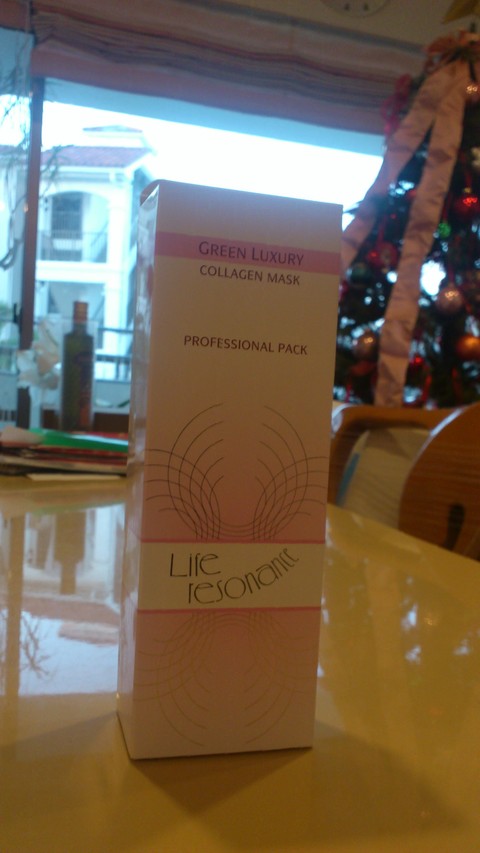 GREEN LUXURY
COLLAGEN MASK
PROFESSIONAL PACK
Life
resonance